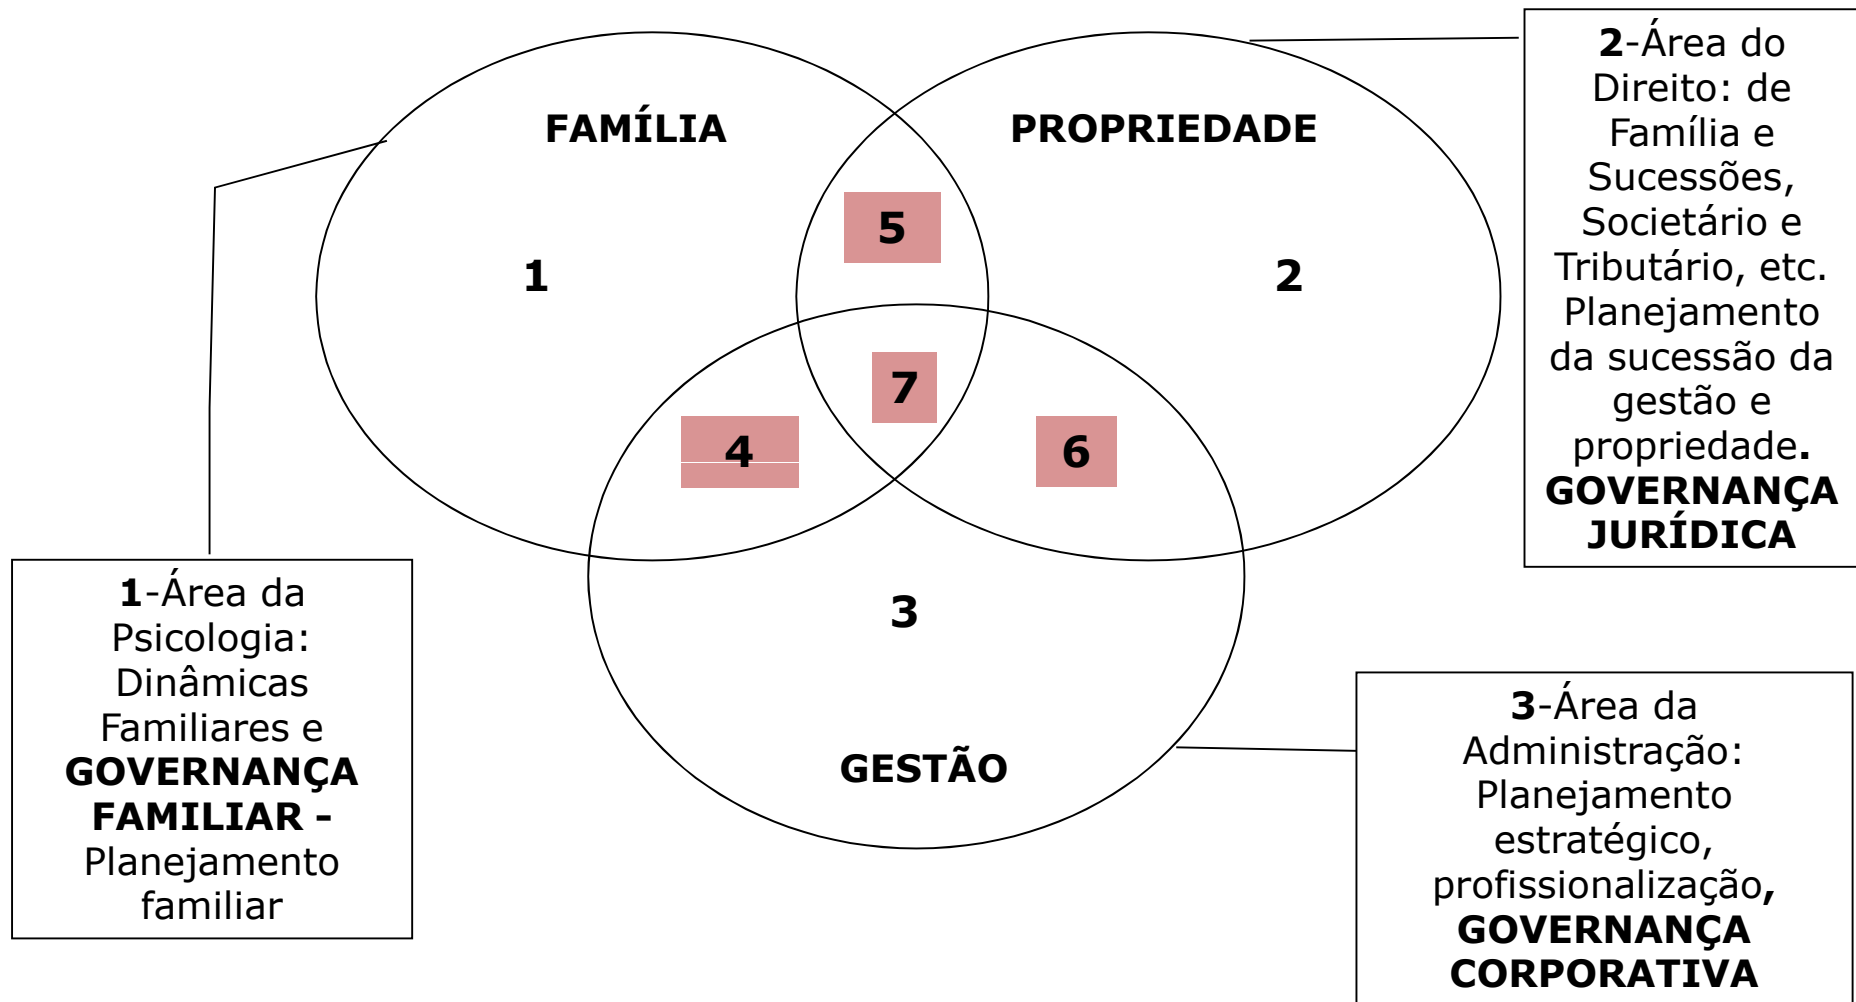 FAMÍLIA
PROPRIEDADE
5
1
2
7
4
6
3
GESTÃO
2-Área do
Direito: de
Família e
Sucessões,
Societário e
Tributário, etc.
Planejamento
da sucessão da
gestão e
propriedade.
GOVERNANÇA
JURÍDICA
1-Área da
Psicologia:
Dinâmicas
Familiares e
GOVERNANÇA
FAMILIAR -
Planejamento
familiar
3-Área da
Administração:
Planejamento
estratégico,
profissionalização,
GOVERNANÇA
CORPORATIVA